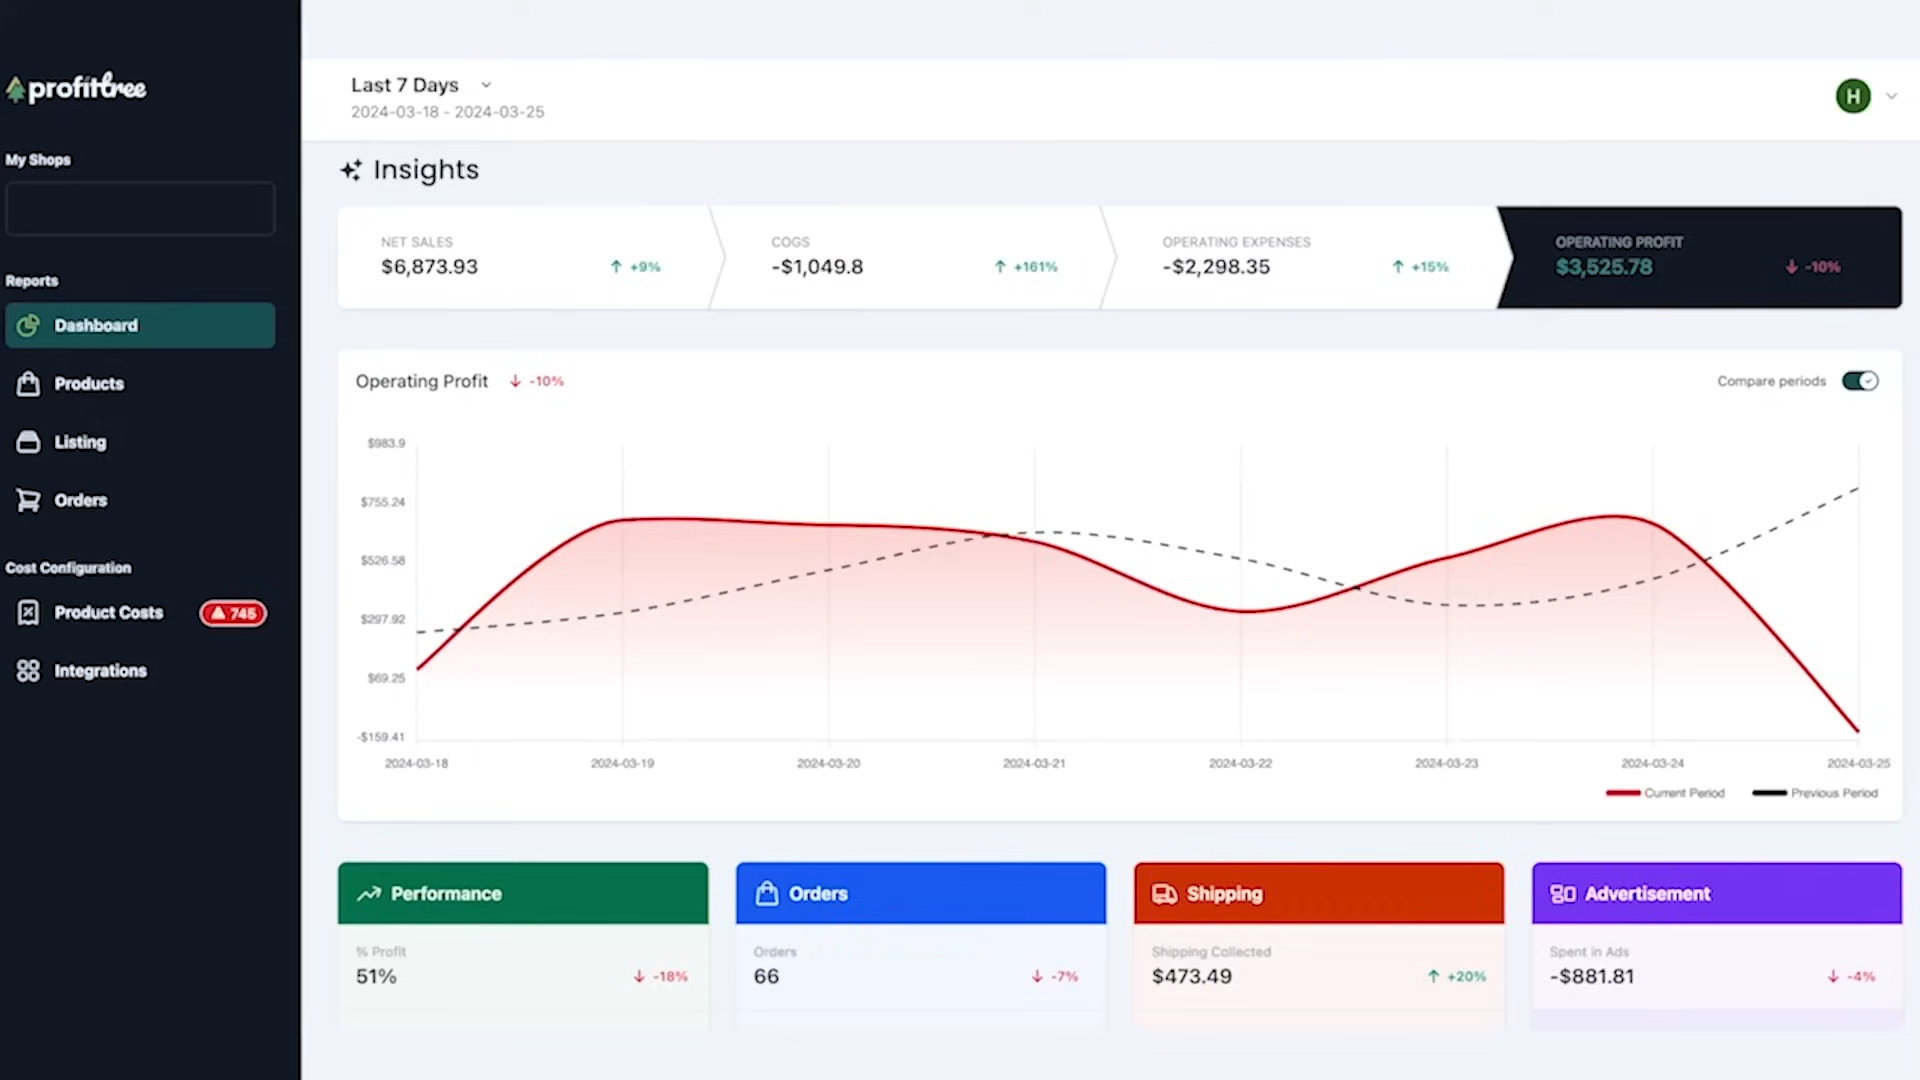 profittree
My Shops
Reports
Dashboard
Products
Listing
Orders
Cost Configuration
Product Costs 745
Integrations
Last 7 Days
2024-03-18 - 2024-03-25
H
Insights
NET SALES
$6,873.93 +9%
COGS
-$1,049.8 +161%
OPERATING EXPENSES
-$2,298.35 +15%
OPERATING PROFIT
$3,525.78 -10%
Operating Profit -10%
Compare periods
$983.9
$755.24
$526.58
$297.92
$69.25
-$159.41
2024-03-18 2024-03-19 2024-03-20 2024-03-21 2024-03-22 2024-03-23 2024-03-24 2024-03-25
Current Period Previous Period
Performance
% Profit
51% -18%
Orders
Orders
66 -7%
Shipping
Shipping Collected
$473.49 +20%
Advertisement
Spent in Ads
-$881.81 -4%